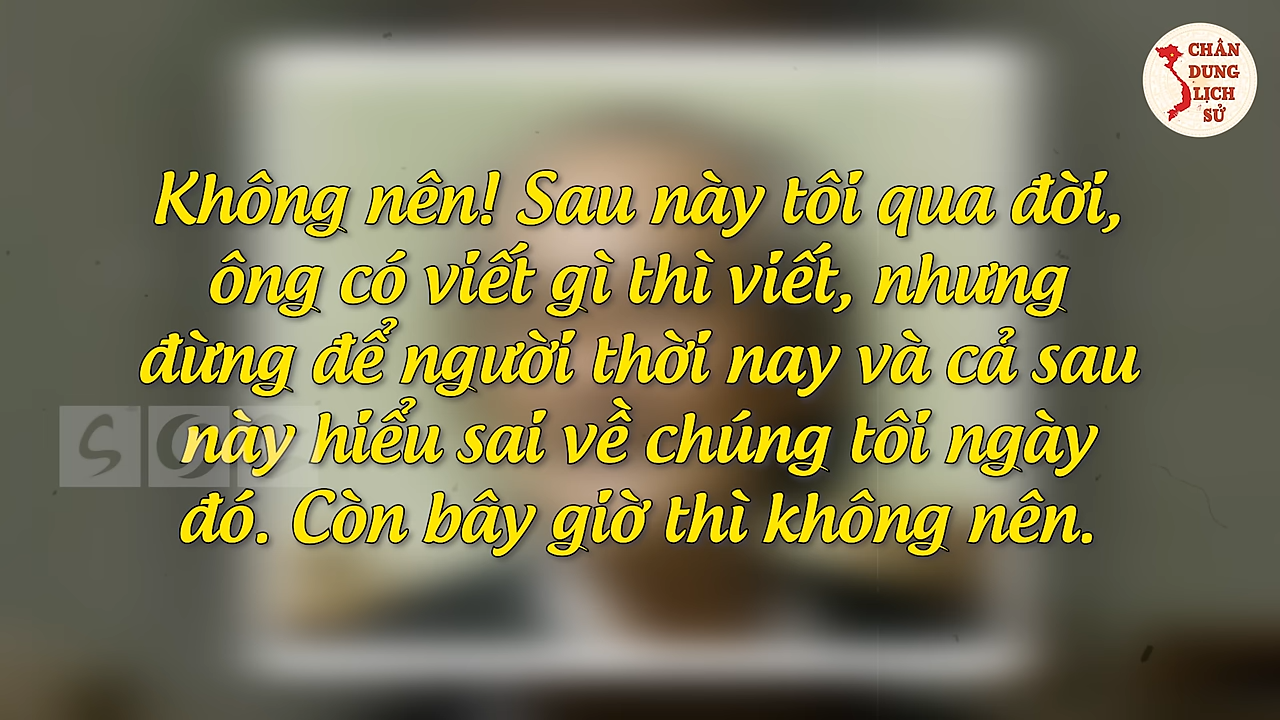 CHÂN
DUNG
LỊCH
SỬ
Không nên! Sau này tôi qua đời,
ông có viết gì thì viết, nhưng
đừng để người thời nay và cả sau
này hiểu sai về chúng tôi ngày
đó. Còn bây giờ thì không nên.